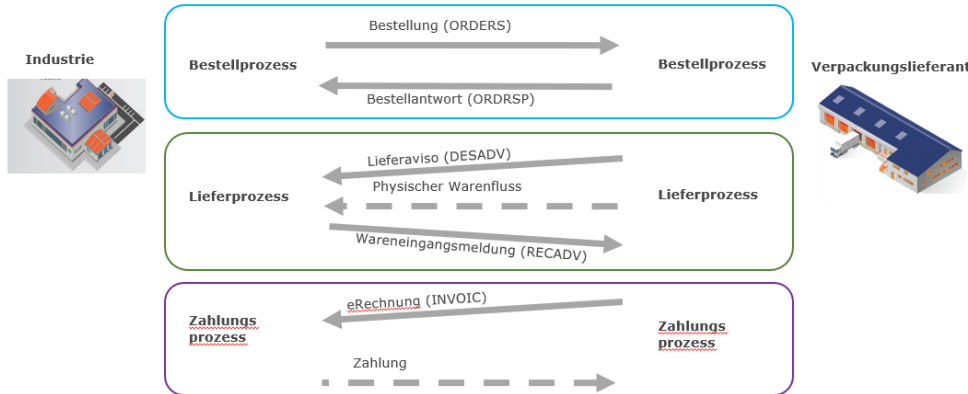 Bestellung (ORDERS)
Industrie
Bestellprozess
Bestellprozess
Verpackungslieferant
Bestellantwort (ORDRSP)
Lieferaviso (DESADV)
Physischer Warenfluss
Lieferprozess
Lieferprozess
Wareneingangsmeldung (RECADV)
eRechnung (INVOIC)
Zahlungs
prozess
Zahlungs
prozess
Zahlung